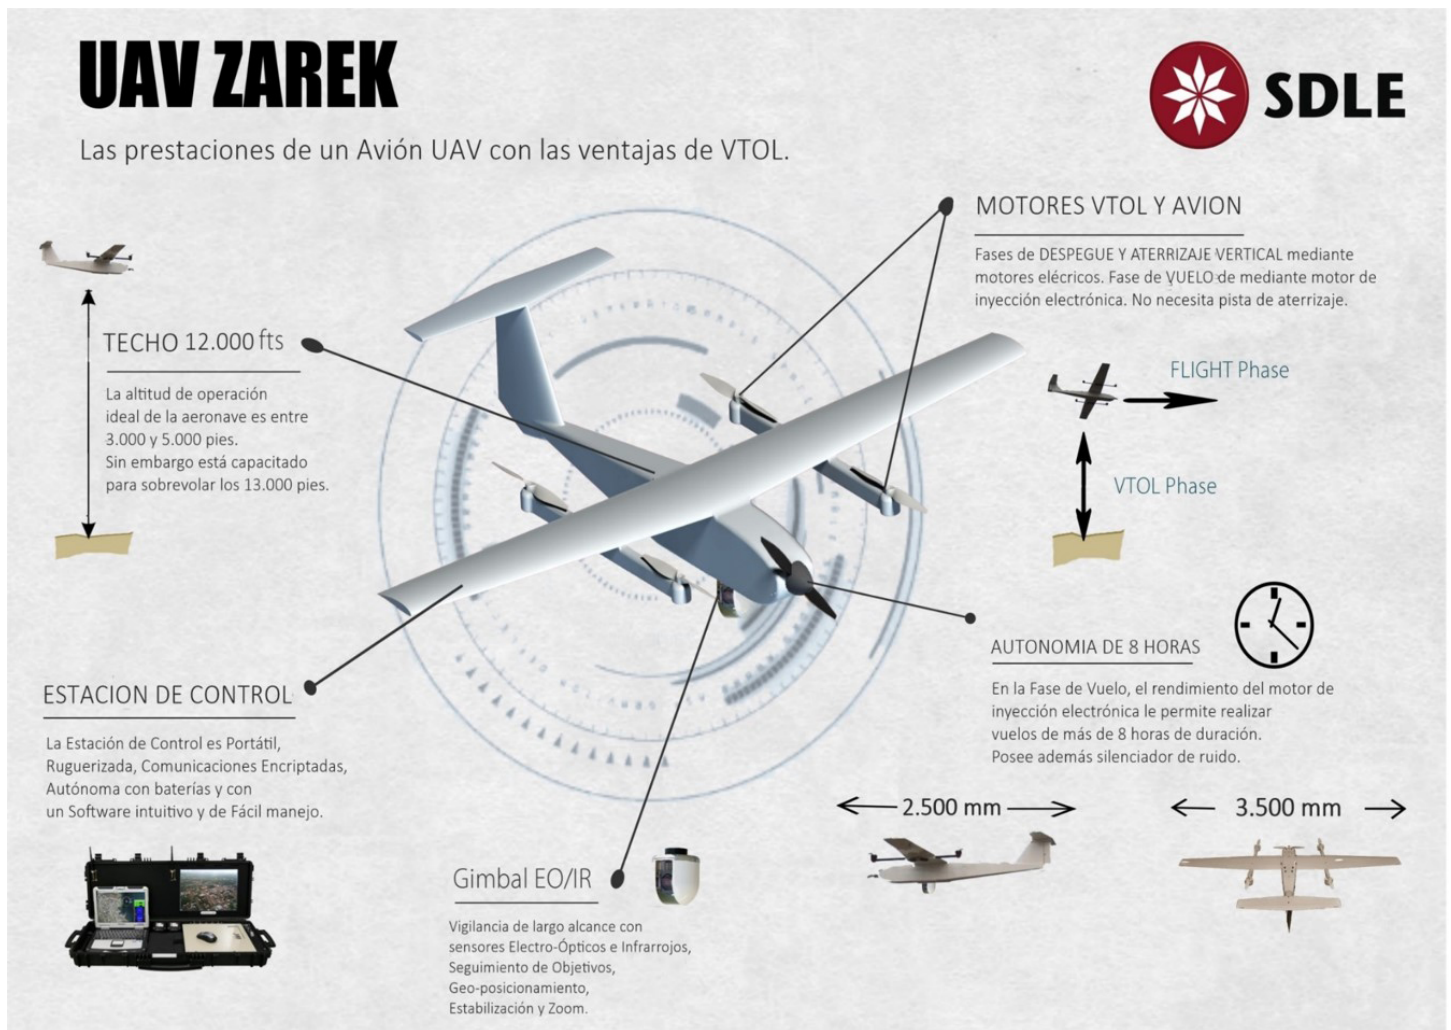 UAV ZAREK
SDLE
Las prestaciones de un Avión UAV con las ventajas de VTOL.
MOTORES VTOL Y AVION
Fases de DESPEGUE Y ATERRIZAJE VERTICAL mediante
motores elécricos. Fase de VUELO de mediante motor de
inyección electrónica. No necesita pista de aterrizaje.
TECHO 12.000 fts
La altitud de operación
ideal de la aeronave es entre
3.000 y 5.000 pies.
Sin embargo está capacitado
para sobrevolar los 13.000 pies.
FLIGHT Phase
VTOL Phase
AUTONOMIA DE 8 HORAS
En la Fase de Vuelo, el rendimiento del motor de
inyección electrónica le permite realizar
vuelos de más de 8 horas de duración.
Posee además silenciador de ruido.
ESTACION DE CONTROL
La Estación de Control es Portátil,
Ruguerizada, Comunicaciones Encriptadas,
Autónoma con baterías y con
un Software intuitivo y de Fácil manejo.
2.500 mm
3.500 mm
Gimbal EO/IR
Vigilancia de largo alcance con
sensores Electro-Ópticos e Infrarrojos,
Seguimiento de Objetivos,
Geo-posicionamiento,
Estabilización y Zoom.